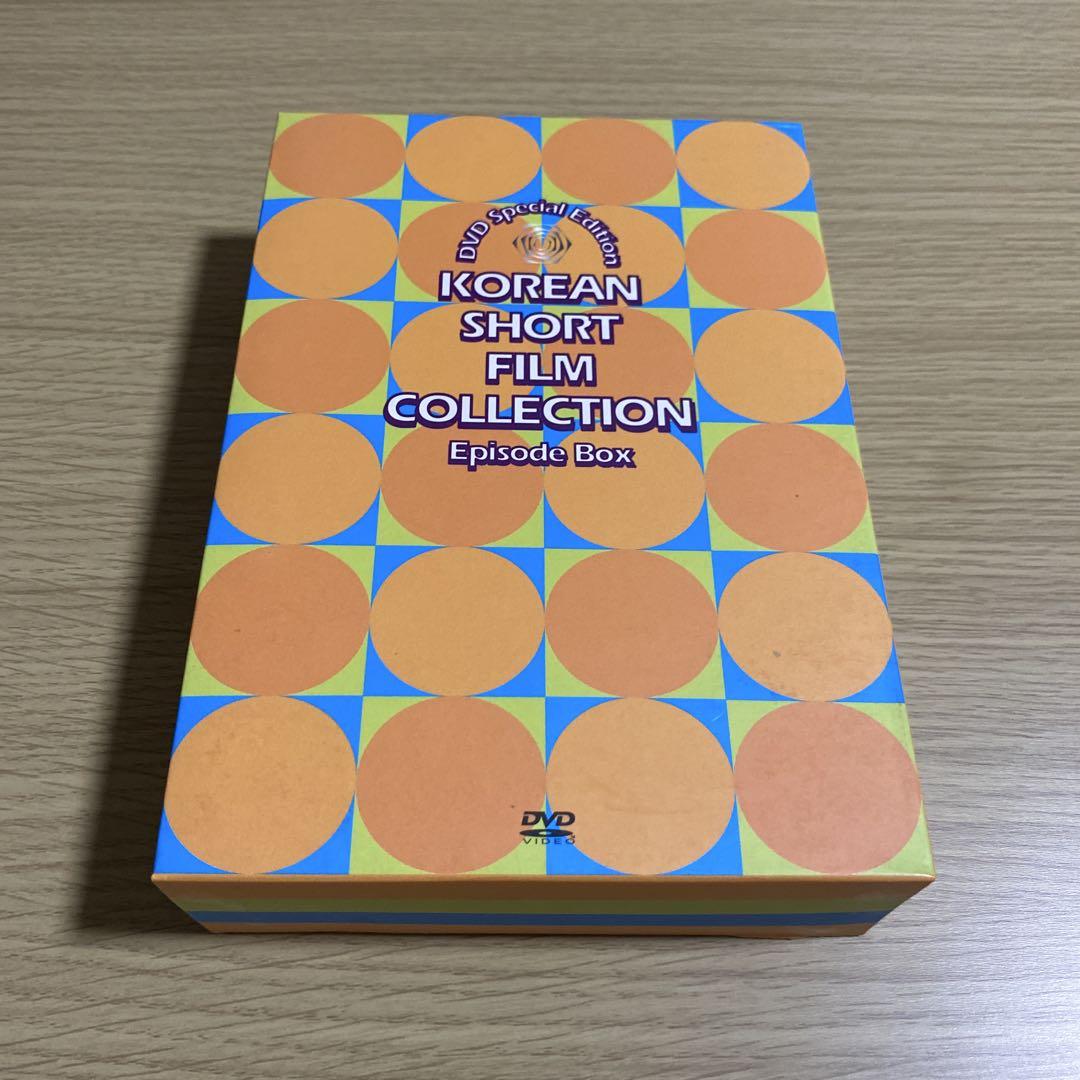 DVD Special Edition
KOREAN
SHORT
FILM
COLLECTION
Episode Box
DVD
VIDEO